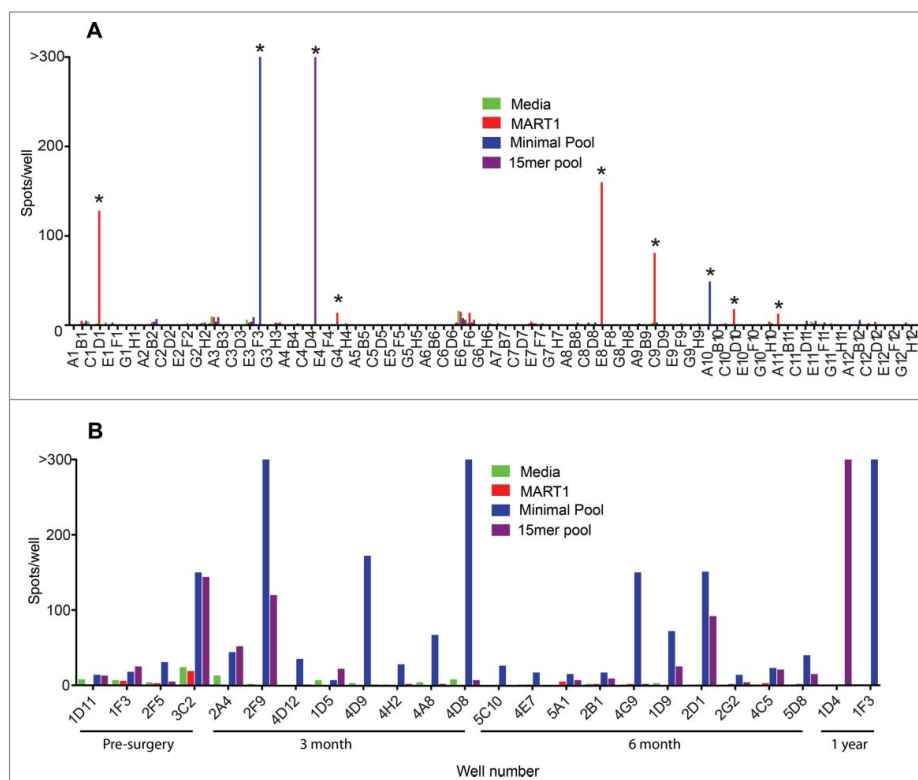 A
>300
*
*
200
100
0
Spots/well
Media
MART1
Minimal Pool
15mer pool
*
*
*
*
*
*
*
A1 B1 C1 D1 E1 F1 G1 H1 A2 B2 C2 D2 E2 F2 G2 H2 A3 B3 C3 D3 E3 F3 G3 H3 A4 B4 C4 D4 E4 F4 G4 H4 A5 B5 C5 D5 E5 F5 G5 H5 A6 B6 C6 D6 E6 F6 G6 H6 A7 B7 C7 D7 E7 F7 G7 H7 A8 B8 C8 D8 E8 F8 G8 H8 A9 B9 C9 D9 E9 F9 G9 H9 A10 B10 C10 D10 E10 F10 G10 H10 A11 B11 C11 D11 E11 F11 G11 H11 A12 B12 C12 D12 E12 F12 G12 H12
B
>300
200
100
0
Spots/well
Media
MART1
Minimal Pool
15mer pool
1D11 1F3 2F5 3C2 2A4 2F9 4D12 1D5 4D9 4H2 4A8 4D8 5C10 4E7 5A1 2B1 4G9 1D9 2D1 2G2 4C5 5D8 1D4 1F3
Pre-surgery 3 month 6 month 1 year
Well number